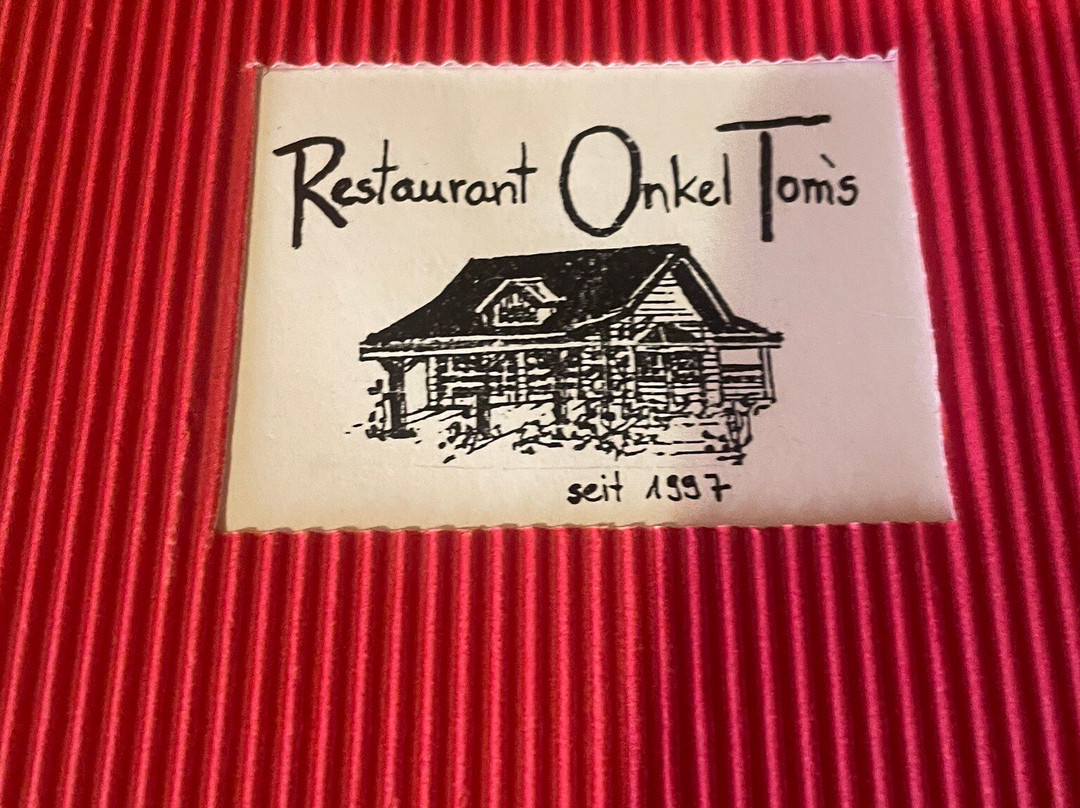 Restaurant Onkel Tom's
seit 1997